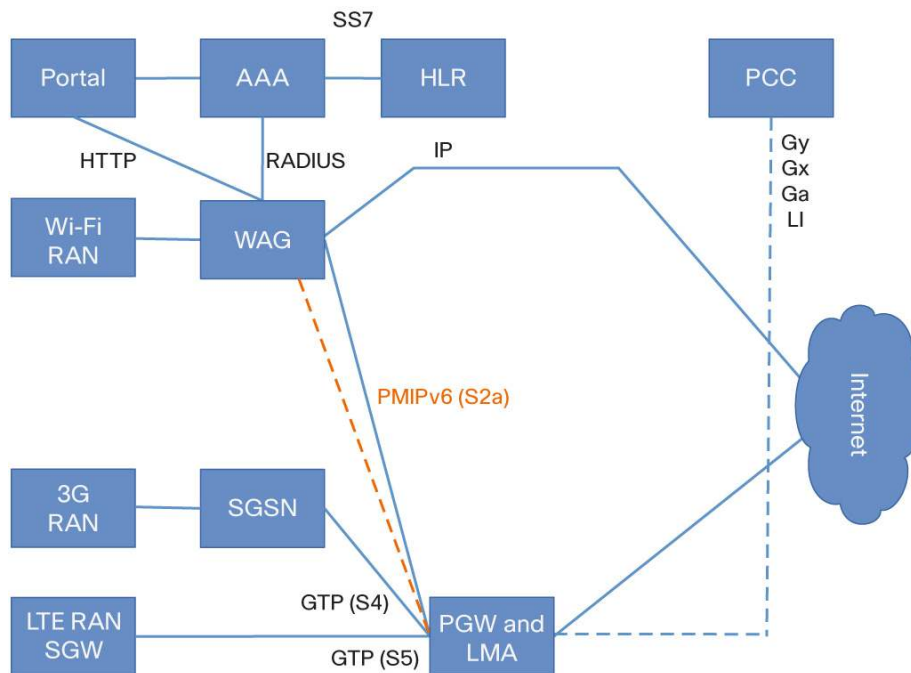 SS7
Portal
AAA
HLR
PCC
HTTP
RADIUS
IP
Gy
Gx
Ga
LI
Wi-Fi
RAN
WAG
PMIPv6 (S2a)
Internet
3G
RAN
SGSN
GTP (S4)
LTE RAN
SGW
GTP (S5)
PGW and
LMA